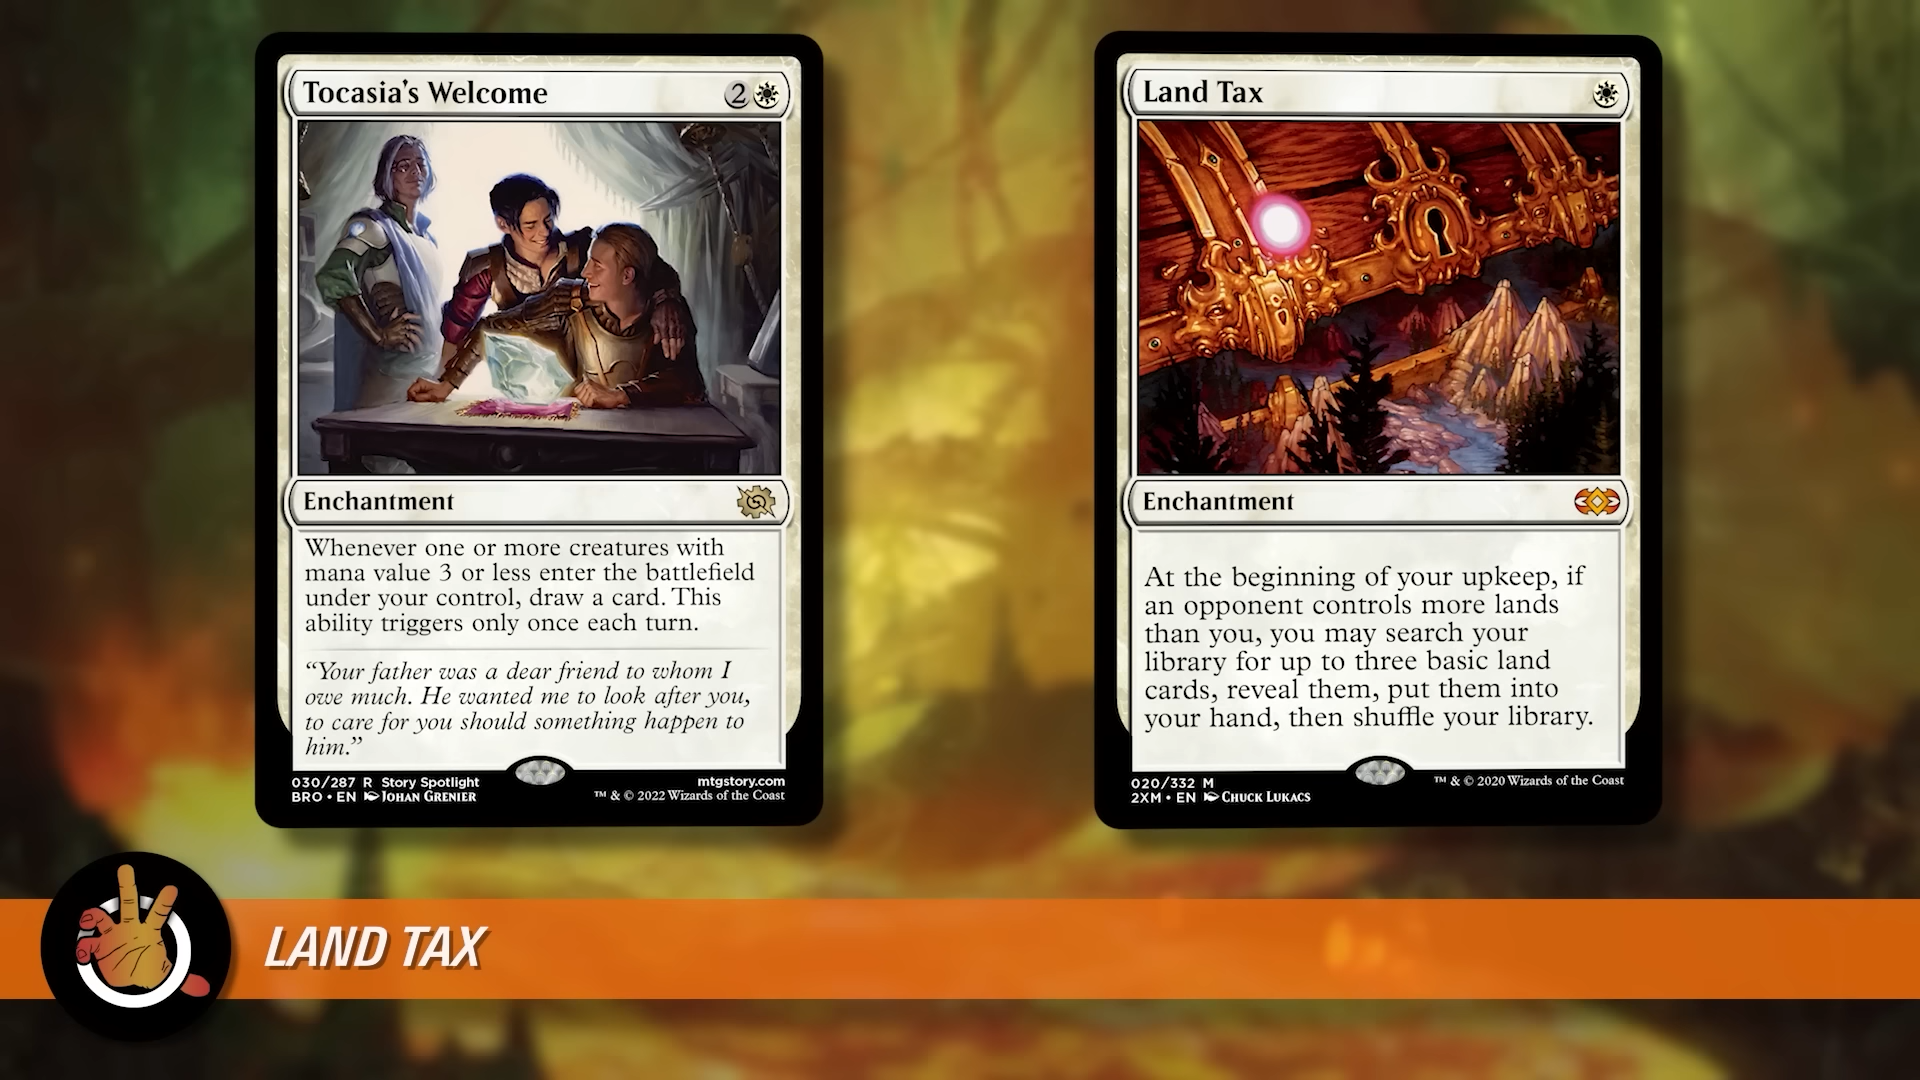 Tocasia's Welcome
2
Enchantment
Whenever one or more creatures with
mana value 3 or less enter the battlefield
under your control, draw a card. This
ability triggers only once each turn.
“Your father was a dear friend to whom I
owe much. He wanted me to look after you,
to care for you should something happen to
him.”
030/287 R Story Spotlight
mtgstory.com
BRO • EN Johan Grenier
™ & © 2022 Wizards of the Coast
Land Tax
Enchantment
At the beginning of your upkeep, if
an opponent controls more lands
than you, you may search your
library for up to three basic land
cards, reveal them, put them into
your hand, then shuffle your library.
020/332 M
™ & © 2020 Wizards of the Coast
2XM • EN Chuck Lukacs
LAND TAX